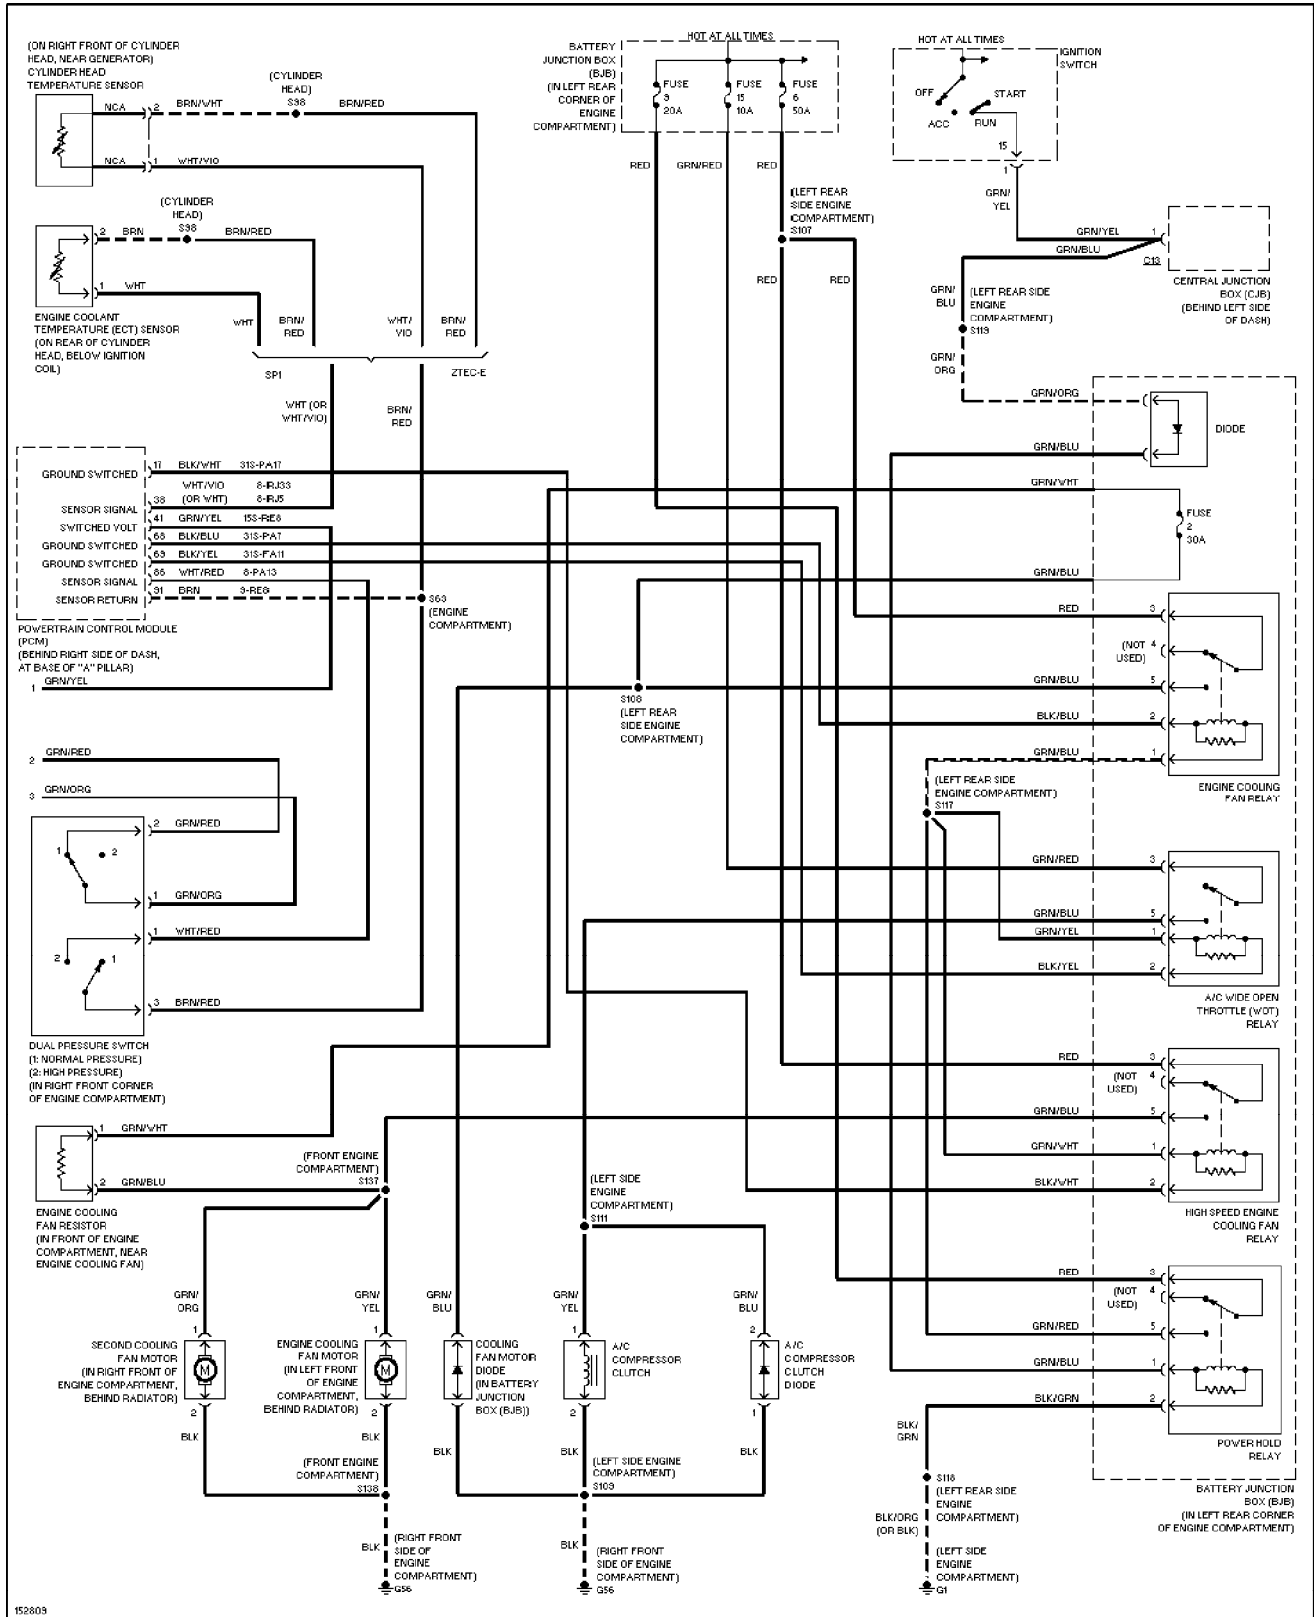 (ON RIGHT FRONT OF CYLINDER
HEAD, NEAR GENERATOR)
CYLINDER HEAD
TEMPERATURE SENSOR
NCA
2
BRN/WHT
(CYLINDER
HEAD)
S98
BRN/RED
NCA
1
WHT/VIO
(CYLINDER
HEAD)
S98
2
BRN
BRN/RED
1
WHT
ENGINE COOLANT
TEMPERATURE (ECT) SENSOR
(ON REAR OF CYLINDER
HEAD, BELOW IGNITION
COIL)
WHT
BRN/
RED
WHT/
VIO
BRN/
RED
SPI
ZTEC-E
WHT (OR
WHT/VIO)
BRN/
RED
HOT AT ALL TIMES
BATTERY
JUNCTION BOX
(BJB)
(IN LEFT REAR
CORNER OF
ENGINE
COMPARTMENT)
FUSE
9
20A
FUSE
15
10A
FUSE
6
50A
RED
GRN/RED
RED
(LEFT REAR
SIDE ENGINE
COMPARTMENT)
S107
RED
RED
HOT AT ALL TIMES
IGNITION
SWITCH
OFF
START
ACC
RUN
15
1
GRN/
YEL
GRN/YEL
1
GRN/BLU
C13
CENTRAL JUNCTION
BOX (CJB)
(BEHIND LEFT SIDE
OF DASH)
GRN/
BLU
(LEFT REAR SIDE
ENGINE
COMPARTMENT)
S119
GRN/
ORG
GRN/ORG
DIODE
GRN/BLU
GRN/WHT
FUSE
2
30A
GRN/BLU
GROUND SWITCHED
17
BLK/WHT
31S-PA17
WHT/VIO
8-RJ33
(OR WHT)
8-RJ5
SENSOR SIGNAL
38
SWITCHED VOLT
41
GRN/YEL
15S-RE8
GROUND SWITCHED
68
BLK/BLU
31S-PA7
GROUND SWITCHED
69
BLK/YEL
31S-FA11
SENSOR SIGNAL
86
WHT/RED
8-PA13
SENSOR RETURN
91
BRN
9-RE8
S63
(ENGINE
COMPARTMENT)
POWERTRAIN CONTROL MODULE
(PCM)
(BEHIND RIGHT SIDE OF DASH,
AT BASE OF "A" PILLAR)
1
GRN/YEL
RED
3
(NOT
USED)
4
GRN/BLU
5
BLK/BLU
2
GRN/BLU
1
ENGINE COOLING
FAN RELAY
S108
(LEFT REAR
SIDE ENGINE
COMPARTMENT)
(LEFT REAR SIDE
ENGINE COMPARTMENT)
S117
2
GRN/RED
3
GRN/ORG
2
GRN/RED
1
2
1
GRN/ORG
1
WHT/RED
2
1
3
BRN/RED
DUAL PRESSURE SWITCH
(1: NORMAL PRESSURE)
(2: HIGH PRESSURE)
(IN RIGHT FRONT CORNER
OF ENGINE COMPARTMENT)
GRN/RED
3
GRN/BLU
5
GRN/YEL
1
BLK/YEL
2
A/C WIDE OPEN
THROTTLE (WOT)
RELAY
RED
3
(NOT
USED)
4
GRN/BLU
5
GRN/WHT
1
BLK/WHT
2
HIGH SPEED ENGINE
COOLING FAN
RELAY
1
GRN/WHT
2
GRN/BLU
ENGINE COOLING
FAN RESISTOR
(IN FRONT OF ENGINE
COMPARTMENT, NEAR
ENGINE COOLING FAN)
(FRONT ENGINE
COMPARTMENT)
S137
(LEFT SIDE
ENGINE
COMPARTMENT)
S111
RED
3
(NOT
USED)
4
GRN/RED
5
GRN/BLU
1
BLK/GRN
2
POWER HOLD
RELAY
GRN/
ORG
1
SECOND COOLING
FAN MOTOR
(IN RIGHT FRONT OF
ENGINE COMPARTMENT,
BEHIND RADIATOR)
M
2
BLK
GRN/
YEL
1
ENGINE COOLING
FAN MOTOR
(IN LEFT FRONT
OF ENGINE
COMPARTMENT,
BEHIND RADIATOR)
M
2
BLK
GRN/
BLU
COOLING
FAN MOTOR
DIODE
(IN BATTERY
JUNCTION
BOX (BJB))
BLK
GRN/
YEL
1
A/C
COMPRESSOR
CLUTCH
2
BLK
GRN/
BLU
2
A/C
COMPRESSOR
CLUTCH
DIODE
1
BLK
(FRONT ENGINE
COMPARTMENT)
S138
(LEFT SIDE ENGINE
COMPARTMENT)
S109
BLK/
GRN
S118
(LEFT REAR SIDE
ENGINE
COMPARTMENT)
BLK/ORG
(OR BLK)
BATTERY JUNCTION
BOX (BJB)
(IN LEFT REAR CORNER
OF ENGINE COMPARTMENT)
BLK
(RIGHT FRONT
SIDE OF
ENGINE
COMPARTMENT)
G56
BLK
(RIGHT FRONT
SIDE OF ENGINE
COMPARTMENT)
G56
(LEFT SIDE
ENGINE
COMPARTMENT)
G1
152809